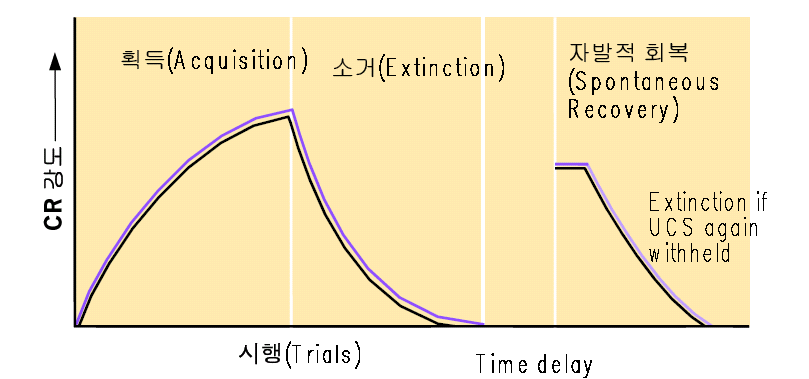 획득(Acquisition)
소거(Extinction)
자발적 회복
(Spontaneous
Recovery)
CR 강도
Extinction if
UCS again
withheld
시행(Trials)
Time delay